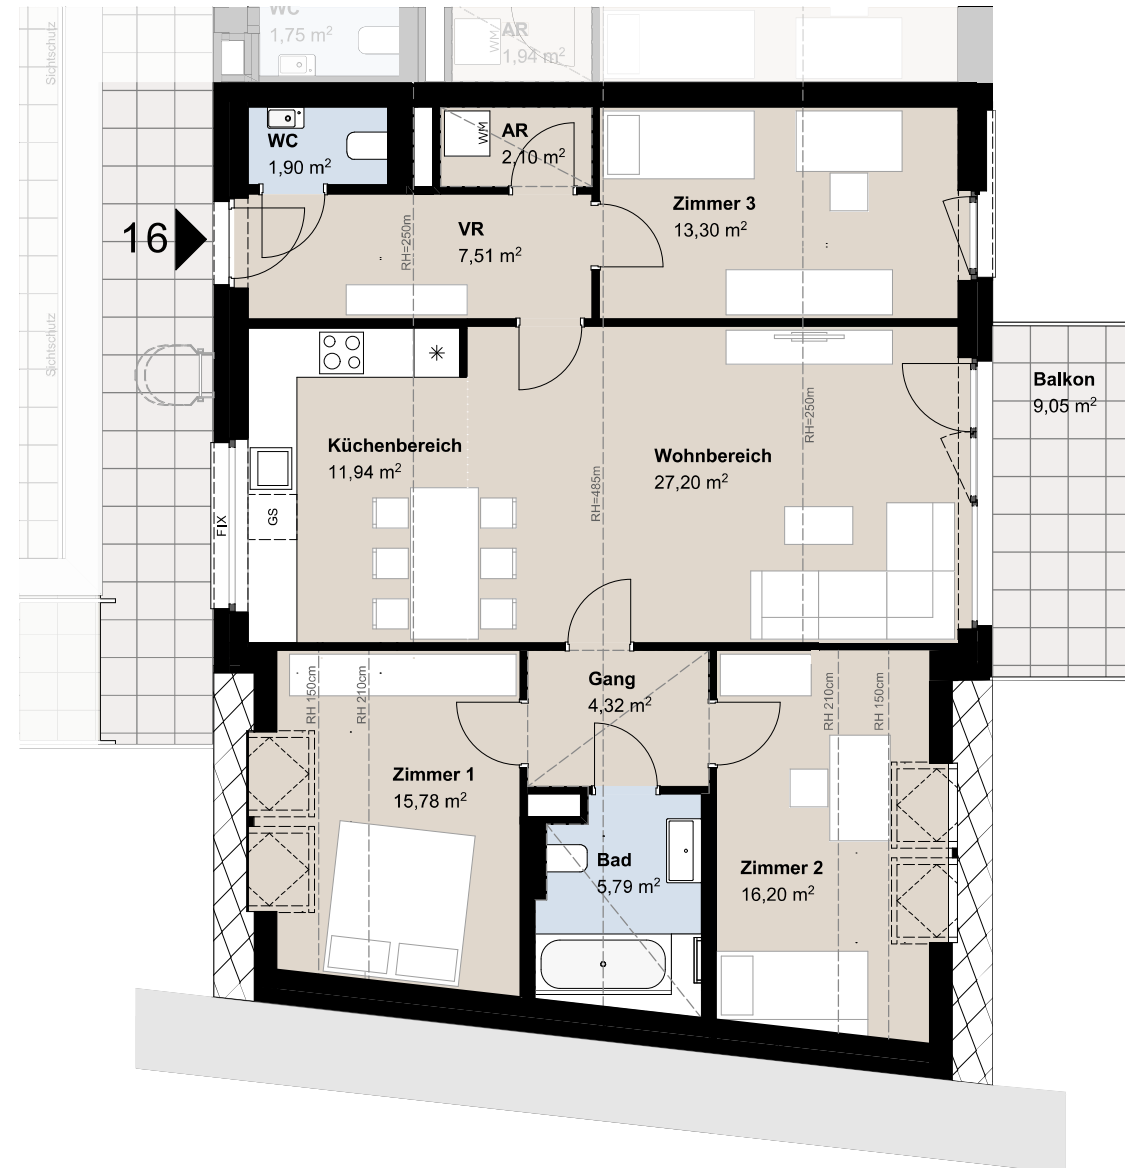 WC
1,75 m²
AR
1,94 m²
WM
Sichtschutz
WC
1,90 m²
WM
AR
2,10 m²
Zimmer 3
13,30 m²
16
VR
7,51 m²
RH=250m
Sichtschutz
Balkon
9,05 m²
RH=250m
Küchenbereich
11,94 m²
Wohnbereich
27,20 m²
RH=485m
FIX
GS
Gang
4,32 m²
RH 150cm
RH 210cm
RH 210cm
RH 150cm
Zimmer 1
15,78 m²
Bad
5,79 m²
Zimmer 2
16,20 m²